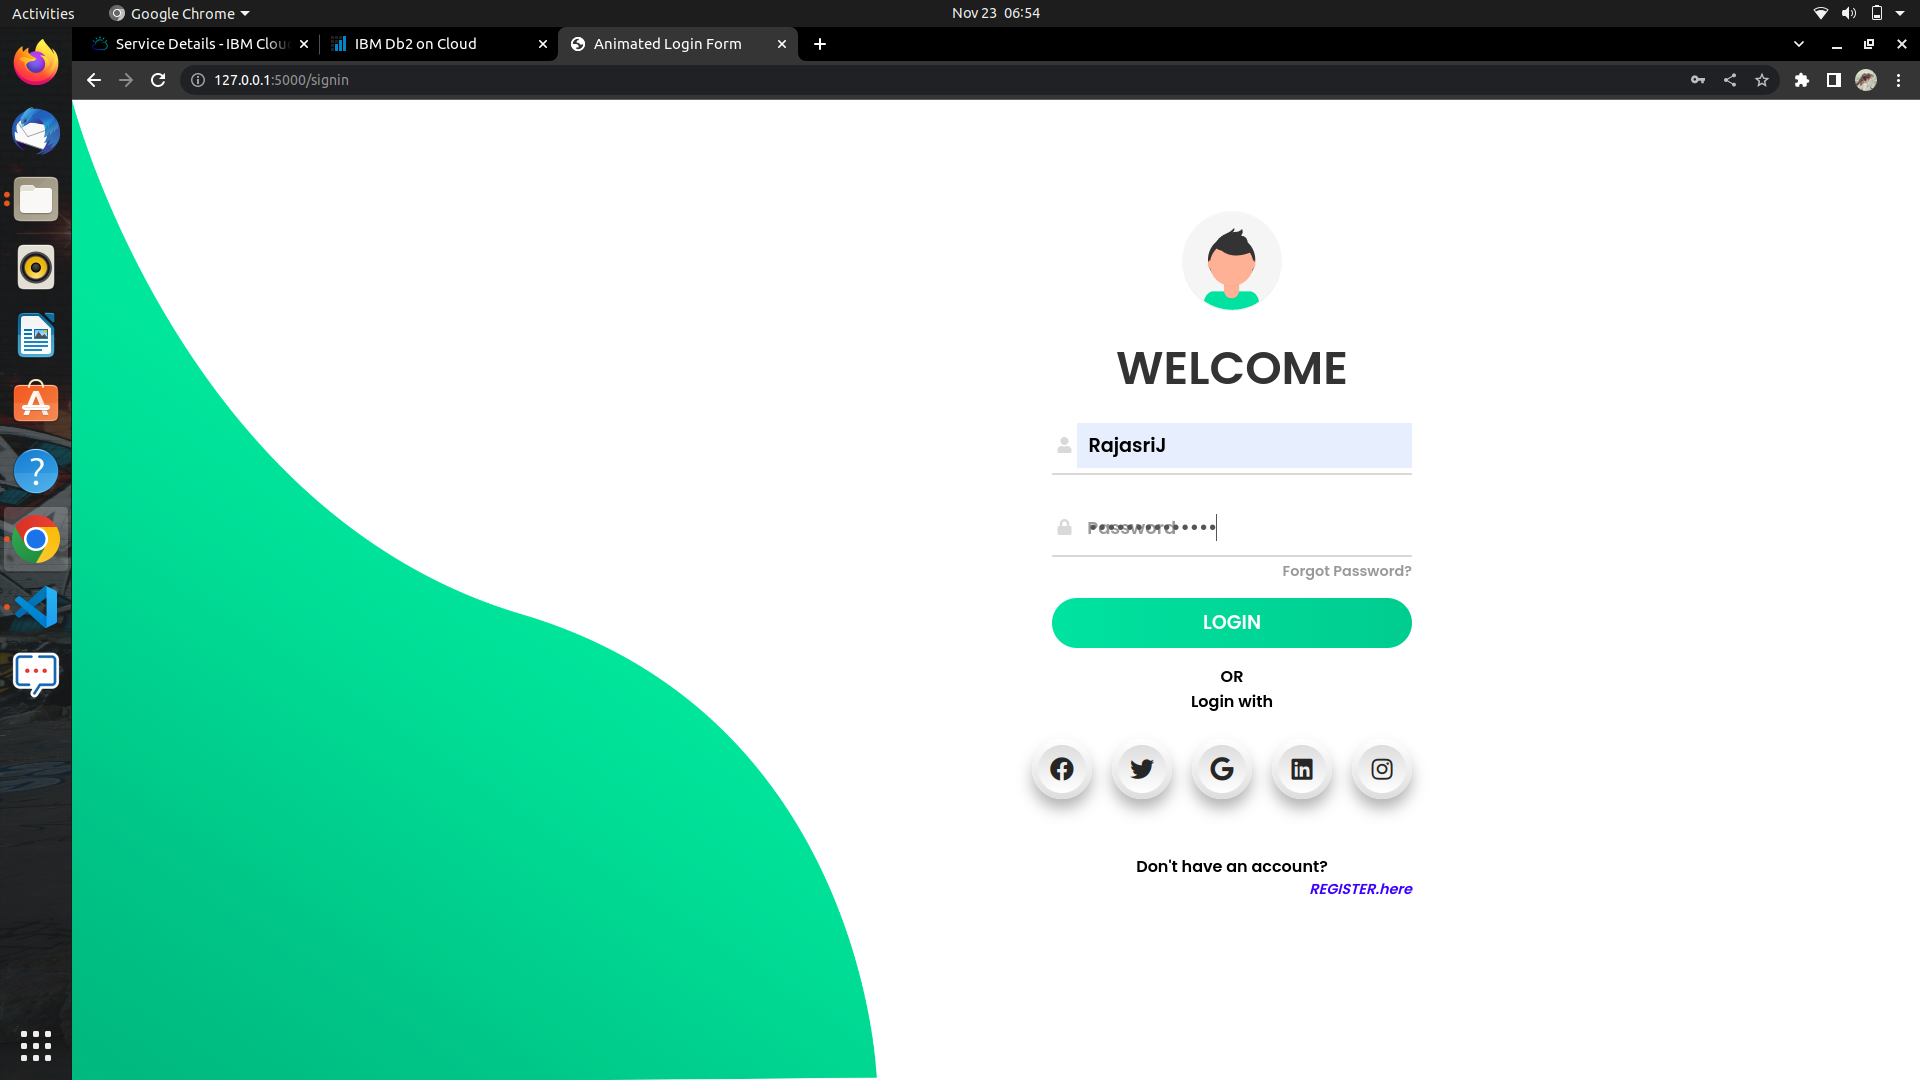 Activities
Google Chrome
Nov 23 06:54
Service Details - IBM Clou
IBM Db2 on Cloud
Animated Login Form
127.0.0.1:5000/signin
WELCOME
RajasriJ
Password
Forgot Password?
LOGIN
OR
Login with
Don't have an account?
REGISTER.here